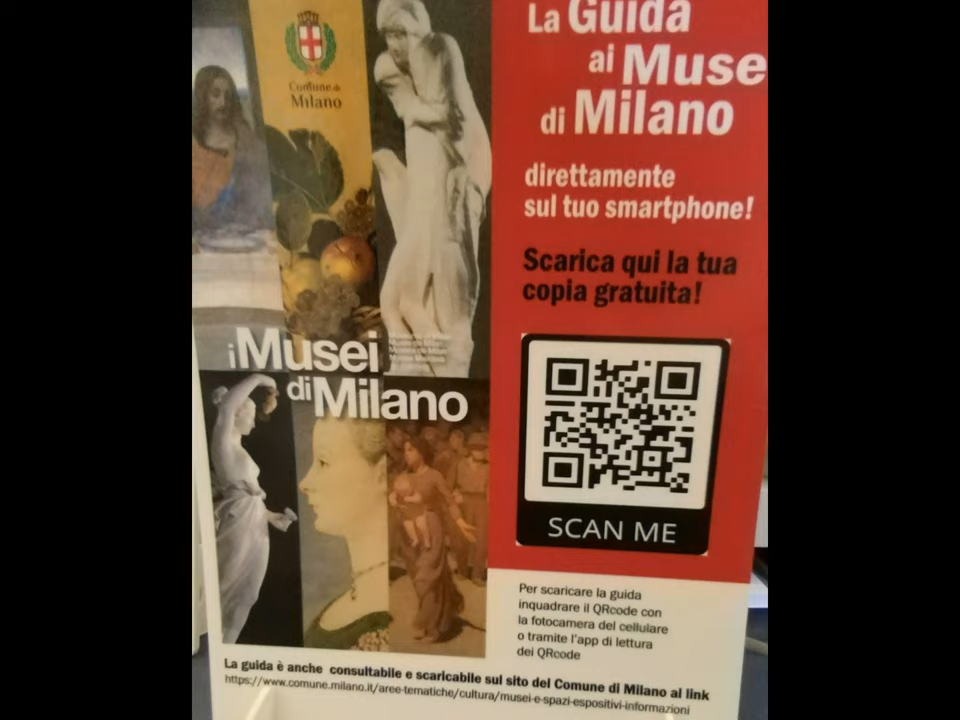 Comune di
Milano
i Musei
di Milano
La Guida
ai Muse
di Milano
direttamente
sul tuo smartphone!
Scarica qui la tua
copia gratuita!
SCAN ME
Per scaricare la guida
inquadrare il QRcode con
la fotocamera del cellulare
o tramite l'app di lettura
dei QRcode
La guida è anche consultabile e scaricabile sul sito del Comune di Milano al link
https://www.comune.milano.it/aree-tematiche/cultura/musei-e-spazi-espositivi-informazioni